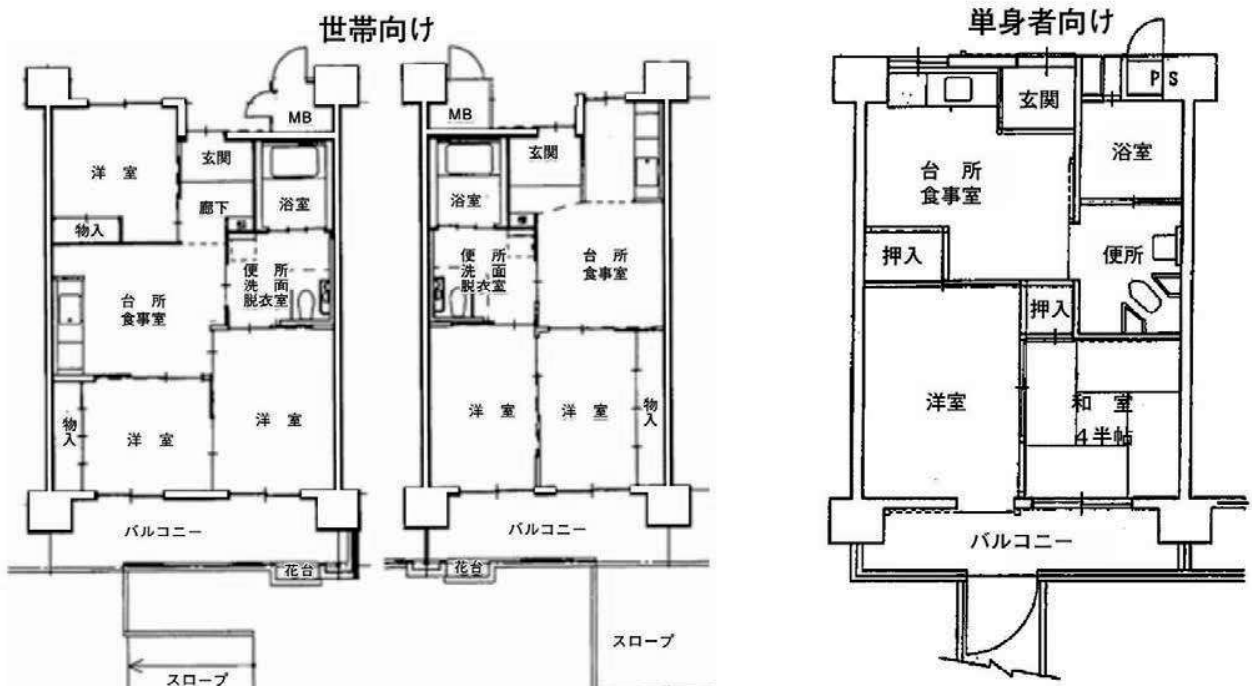 世帯向け
MB
玄関
洋 室
浴室
廊下
物入
便 所
洗 面
脱衣室
台 所
食事室
物入
洋 室
洋 室
バルコニー
花台
スロープ
MB
玄関
浴室
便 所
洗 面
脱衣室
台 所
食事室
洋 室
洋 室
物入
バルコニー
花台
スロープ
単身者向け
PS
玄関
浴室
台 所
食事室
便所
押入
押入
洋室
和 室
4半帖
バルコニー